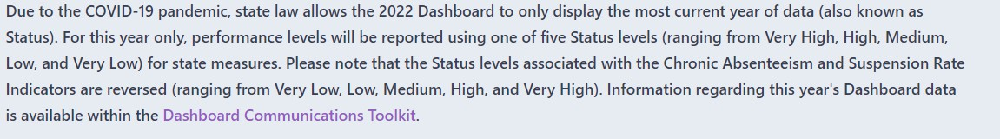 Due to the COVID-19 pandemic, state law allows the 2022 Dashboard to only display the most current year of data (also known as
Status). For this year only, performance levels will be reported using one of five Status levels (ranging from Very High, High, Medium,
Low, and Very Low) for state measures. Please note that the Status levels associated with the Chronic Absenteeism and Suspension Rate
Indicators are reversed (ranging from Very Low, Low, Medium, High, and Very High). Information regarding this year's Dashboard data
is available within the Dashboard Communications Toolkit.